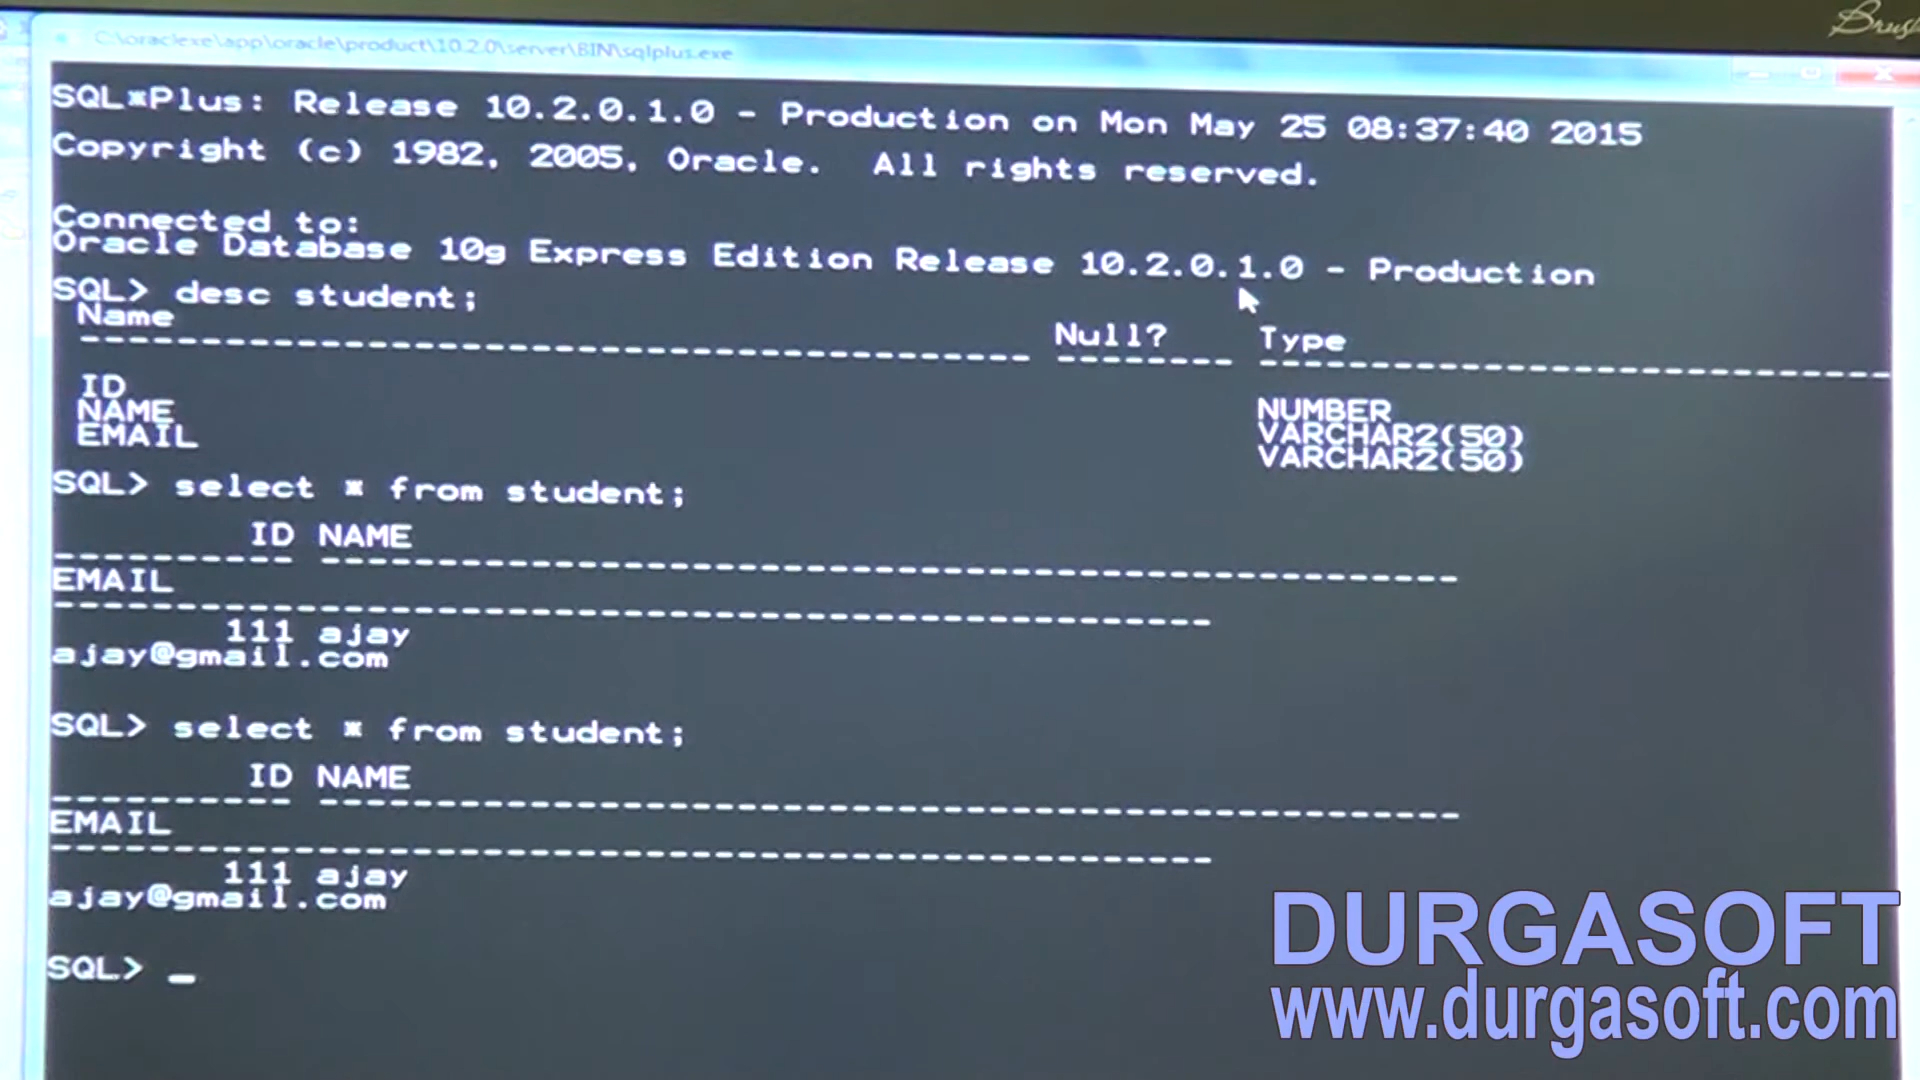 C:\oraclexe\app\oracle\product\10.2.0\server\BIN\sqlplus.exe
SQL*Plus: Release 10.2.0.1.0 - Production on Mon May 25 08:37:40 2015
Copyright (c) 1982, 2005, Oracle.  All rights reserved.
Connected to:
Oracle Database 10g Express Edition Release 10.2.0.1.0 - Production
SQL> desc student;
Name Null? Type
----------------------------------------- -------- ----------------------------
ID NUMBER
NAME VARCHAR2(50)
EMAIL VARCHAR2(50)
SQL> select * from student;
ID NAME
---------- --------------------------------------------------
EMAIL
--------------------------------------------------
111 ajay
ajay@gmail.com
SQL> select * from student;
ID NAME
---------- --------------------------------------------------
EMAIL
--------------------------------------------------
111 ajay
ajay@gmail.com
SQL> _
DURGASOFT
www.durgasoft.com